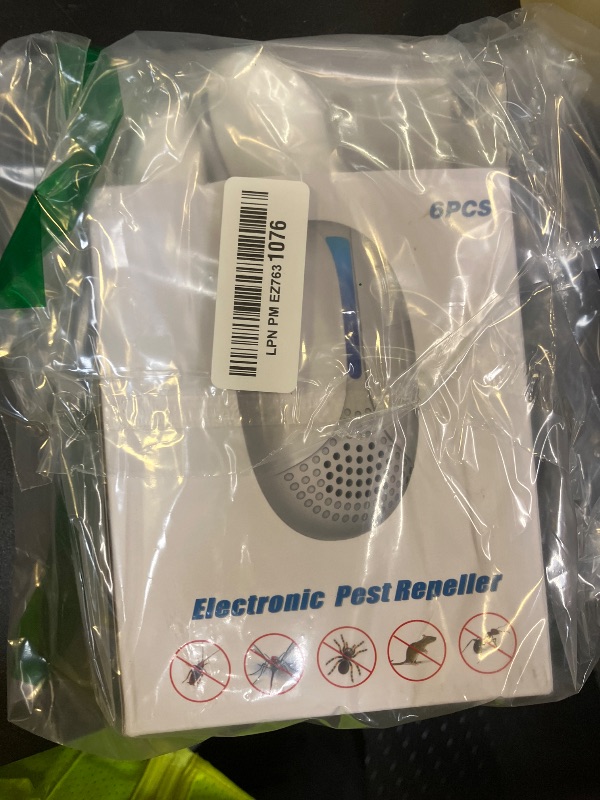 6PCS
LPN PM EZ7631076
Electronic Pest Repeller